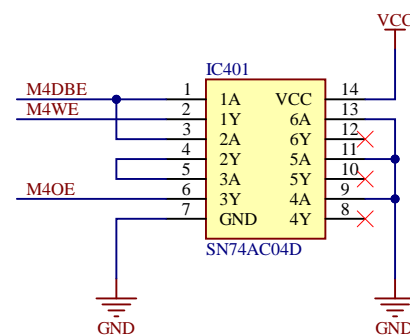 VCC
IC401
M4DBE 1 1A VCC 14
M4WE 2 1Y 6A 13
3 2A 6Y 12
4 2Y 5A 11
5 3A 5Y 10
M4OE 6 3Y 4A 9
7 GND 4Y 8
SN74AC04D
GND GND